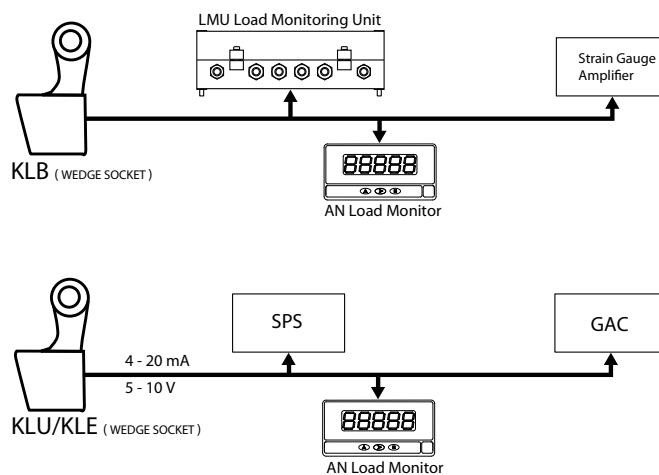 LMU Load Monitoring Unit
Strain Gauge
Amplifier
88888
A
B
KLB ( WEDGE SOCKET )
AN Load Monitor
SPS
GAC
4 - 20 mA
5 - 10 V
88888
A
B
KLU/KLE ( WEDGE SOCKET )
AN Load Monitor